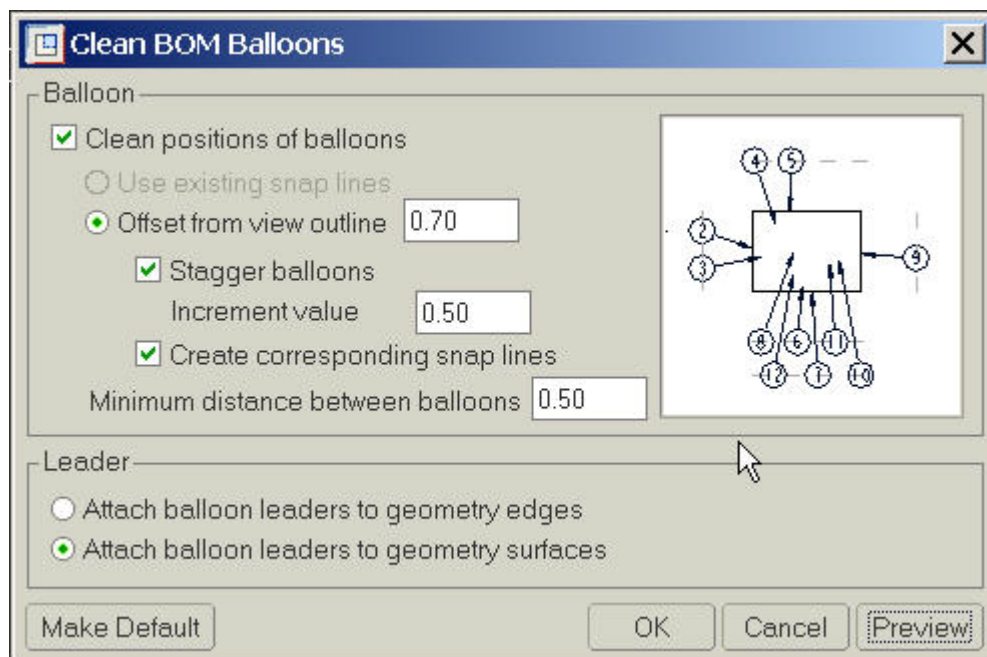 Clean BOM Balloons
Balloon
Clean positions of balloons
Use existing snap lines
Offset from view outline 0.70
Stagger balloons
Increment value 0.50
Create corresponding snap lines
Minimum distance between balloons 0.50
4 5
2
3
9
8 6 11
12 7 10
Leader
Attach balloon leaders to geometry edges
Attach balloon leaders to geometry surfaces
Make Default OK Cancel Preview